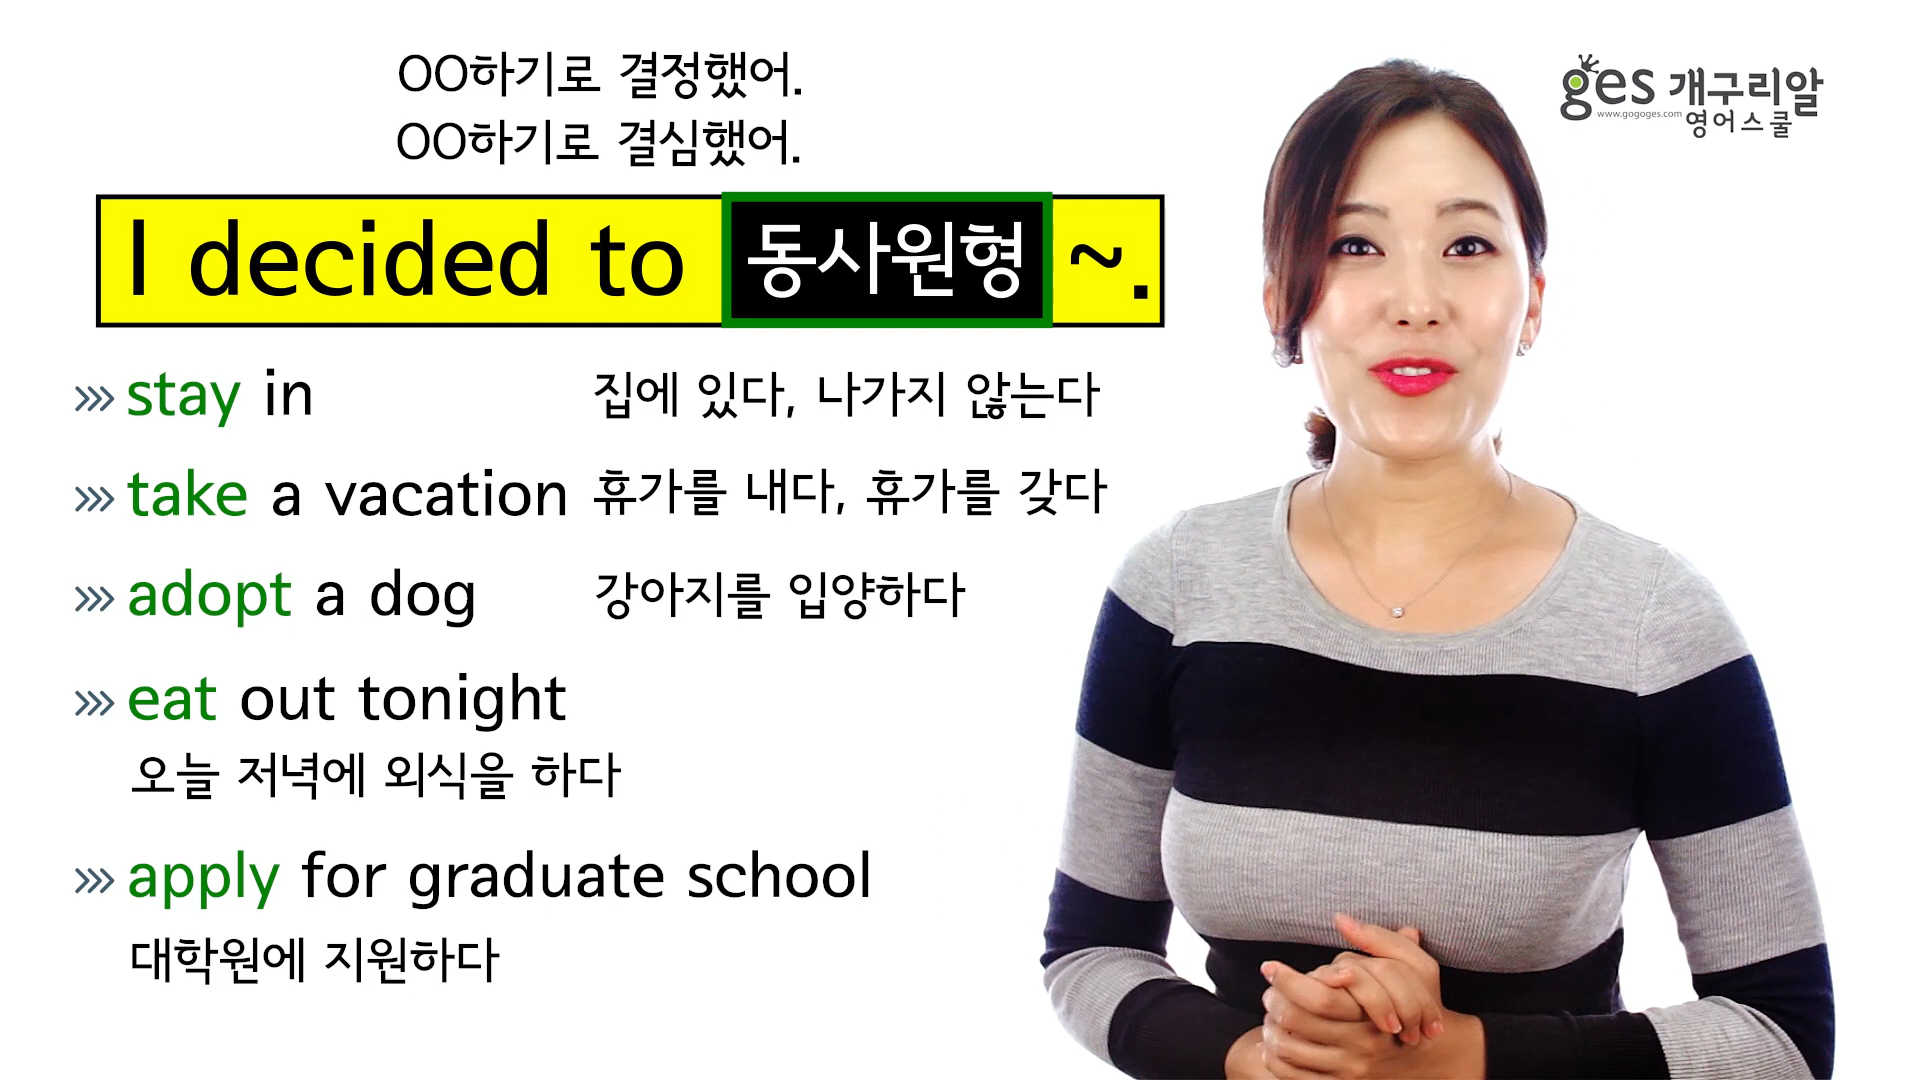 OO하기로 결정했어.
OO하기로 결심했어.
I decided to 동사원형 ~.
stay in 집에 있다, 나가지 않는다
take a vacation 휴가를 내다, 휴가를 갖다
adopt a dog 강아지를 입양하다
eat out tonight
오늘 저녁에 외식을 하다
apply for graduate school
대학원에 지원하다
ges 개구리알
www.gogoges.com 영어스쿨